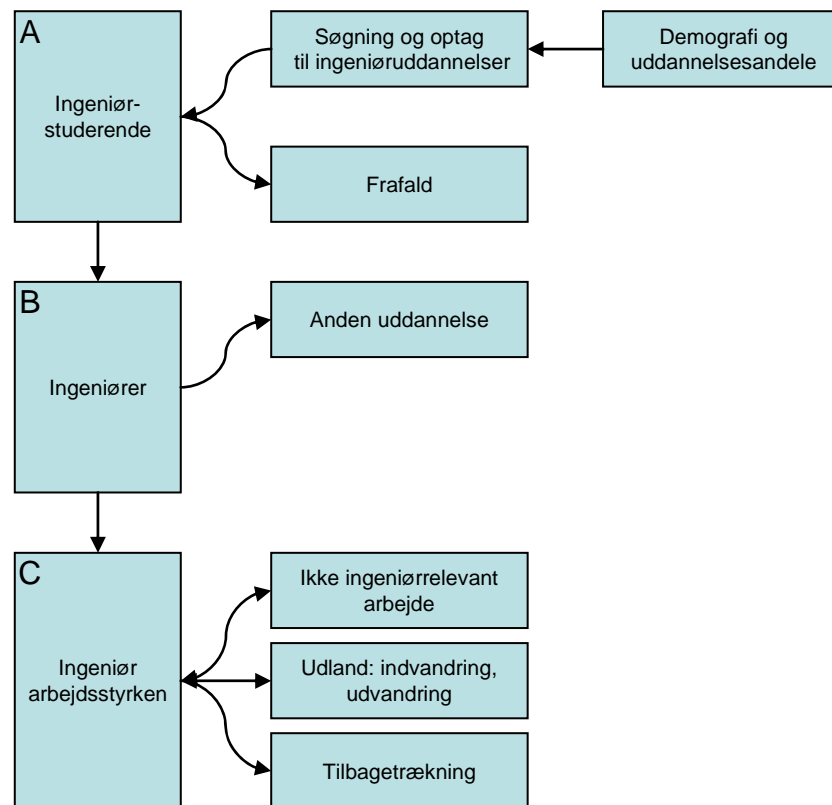 A
Ingeniør-
studerende
Søgning og optag
til ingeniøruddannelser
Demografi og
uddannelsesandele
Frafald
B
Ingeniører
Anden uddannelse
C
Ingeniør
arbejdsstyrken
Ikke ingeniørrelevant
arbejde
Udland: indvandring,
udvandring
Tilbagetrækning